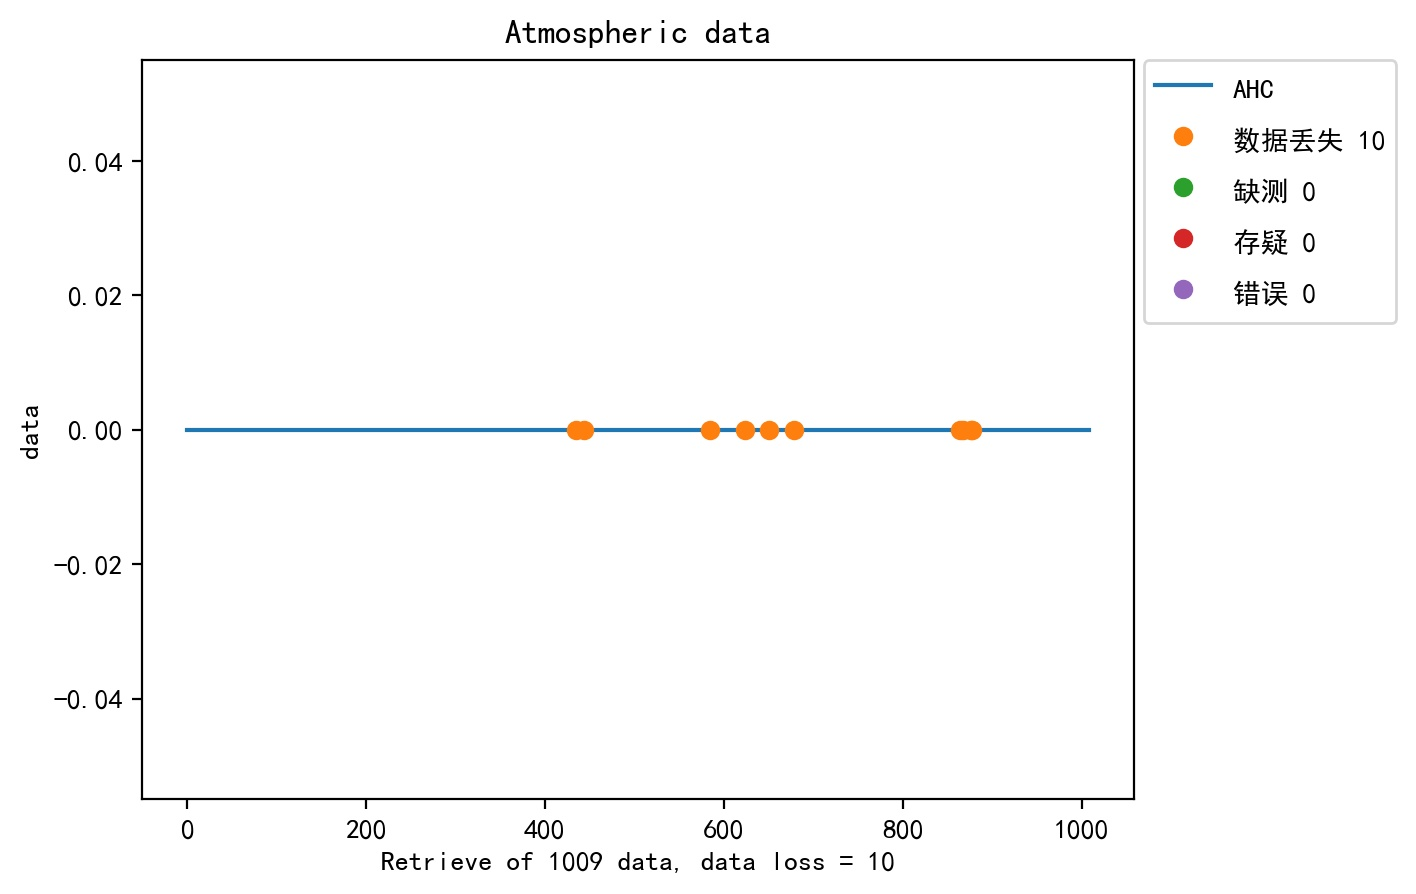 Atmospheric data
AHC
数据丢失 10
缺测 0
存疑 0
错误 0
0.04
0.02
0.00
-0.02
-0.04
data
0 200 400 600 800 1000
Retrieve of 1009 data, data loss = 10